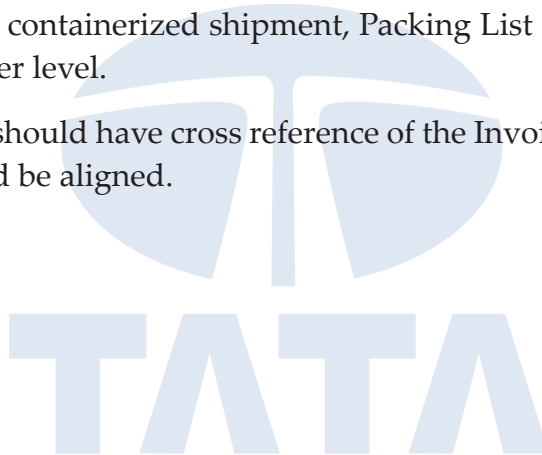 containerized shipment, Packing List
er level.
should have cross reference of the Invoi
d be aligned.
TATA